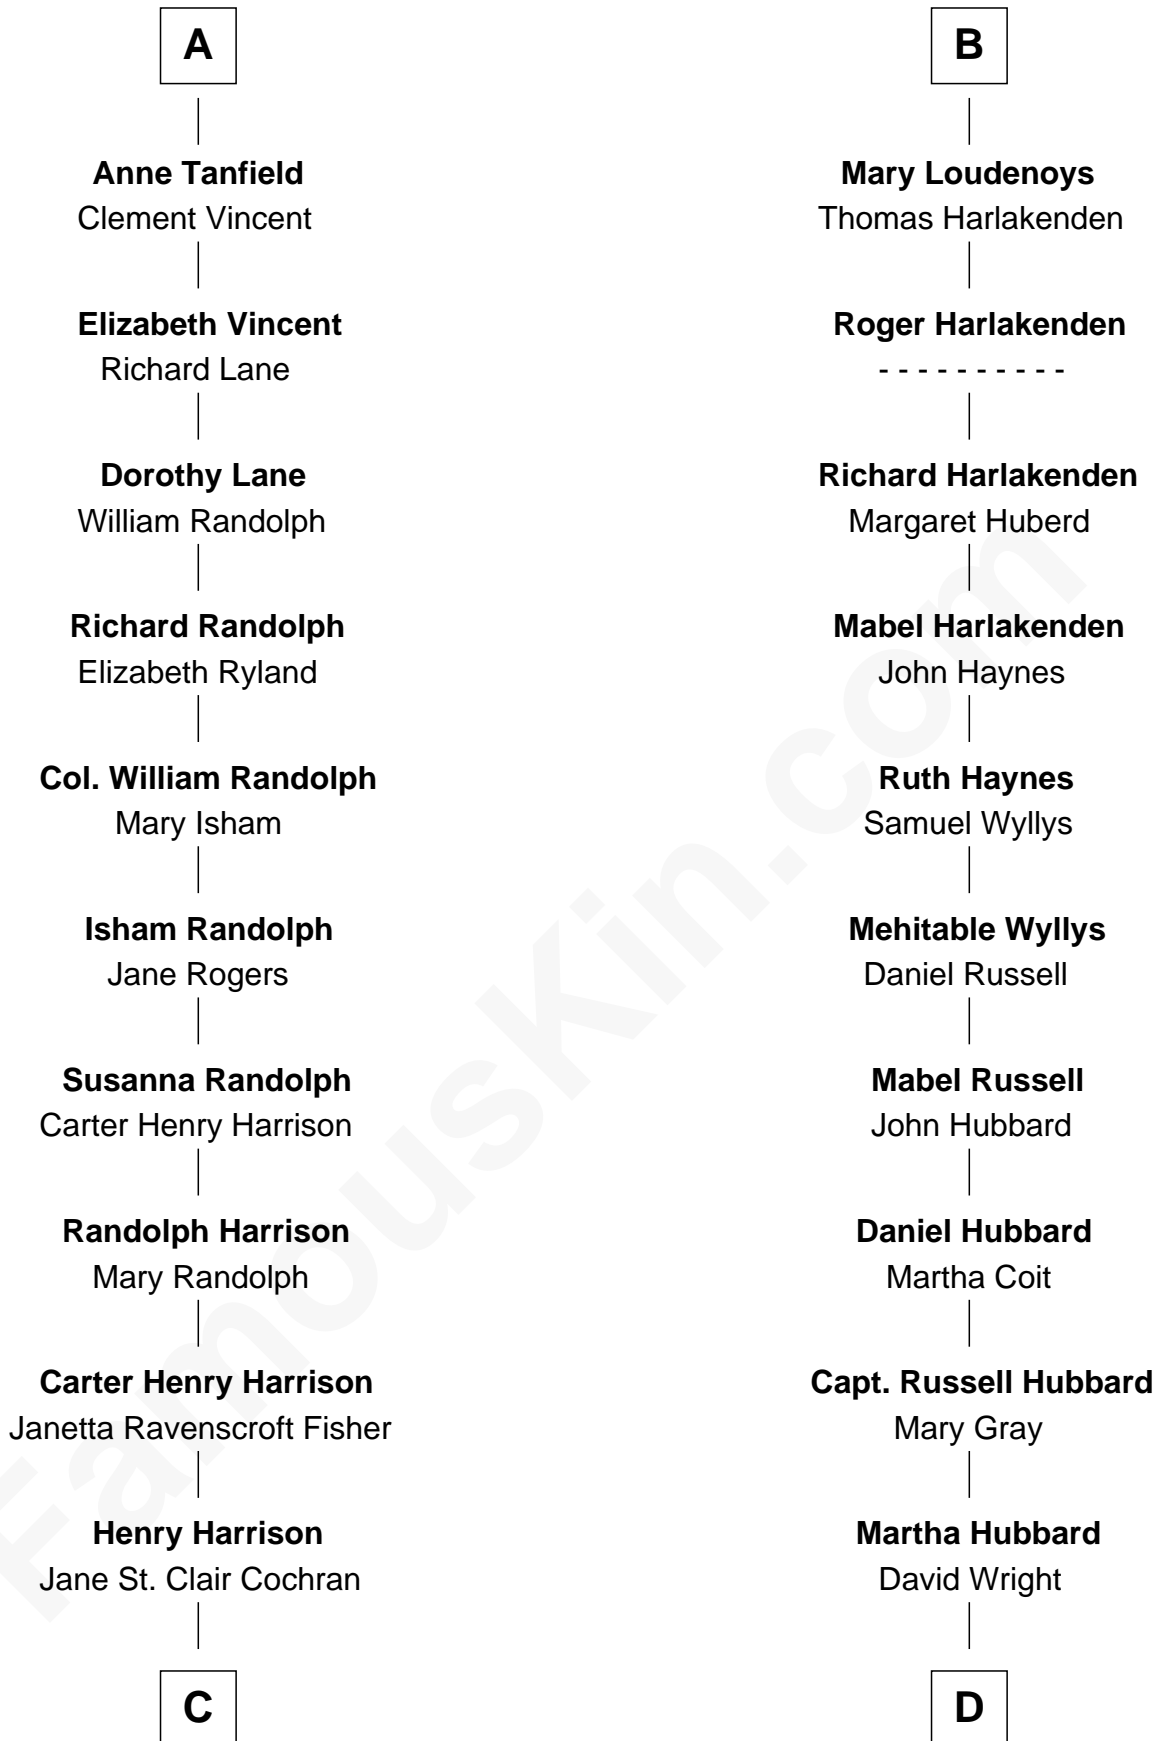 A
Anne Tanfield
Clement Vincent
Elizabeth Vincent
Richard Lane
Dorothy Lane
William Randolph
Richard Randolph
Elizabeth Ryland
Col. William Randolph
Mary Isham
Isham Randolph
Jane Rogers
Susanna Randolph
Carter Henry Harrison
Randolph Harrison
Mary Randolph
Carter Henry Harrison
Janetta Ravenscroft Fisher
Henry Harrison
Jane St. Clair Cochran
C
B
Mary Loudenoys
Thomas Harlakenden
Roger Harlakenden
- - - - - - - - - -
Richard Harlakenden
Margaret Huberd
Mabel Harlakenden
John Haynes
Ruth Haynes
Samuel Wyllys
Mehitable Wyllys
Daniel Russell
Mabel Russell
John Hubbard
Daniel Hubbard
Martha Coit
Capt. Russell Hubbard
Mary Gray
Martha Hubbard
David Wright
D
FamousKin.com